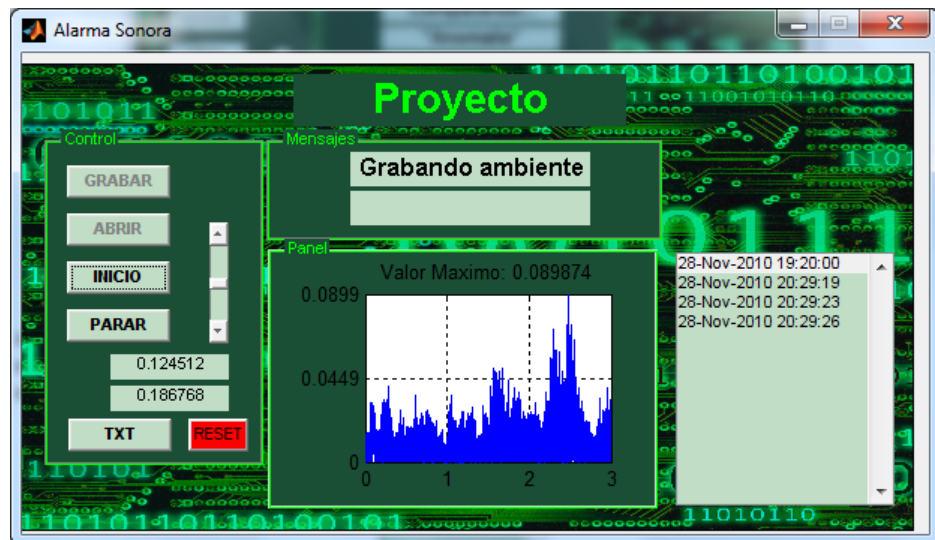 Alarma Sonora
Proyecto
Control
GRABAR
ABRIR
INICIO
PARAR
0.124512
0.186768
TXT
RESET
Mensajes
Grabando ambiente
Panel
Valor Maximo: 0.089874
0.0899
0.0449
0
0 1 2 3
28-Nov-2010 19:20:00
28-Nov-2010 20:29:19
28-Nov-2010 20:29:23
28-Nov-2010 20:29:26